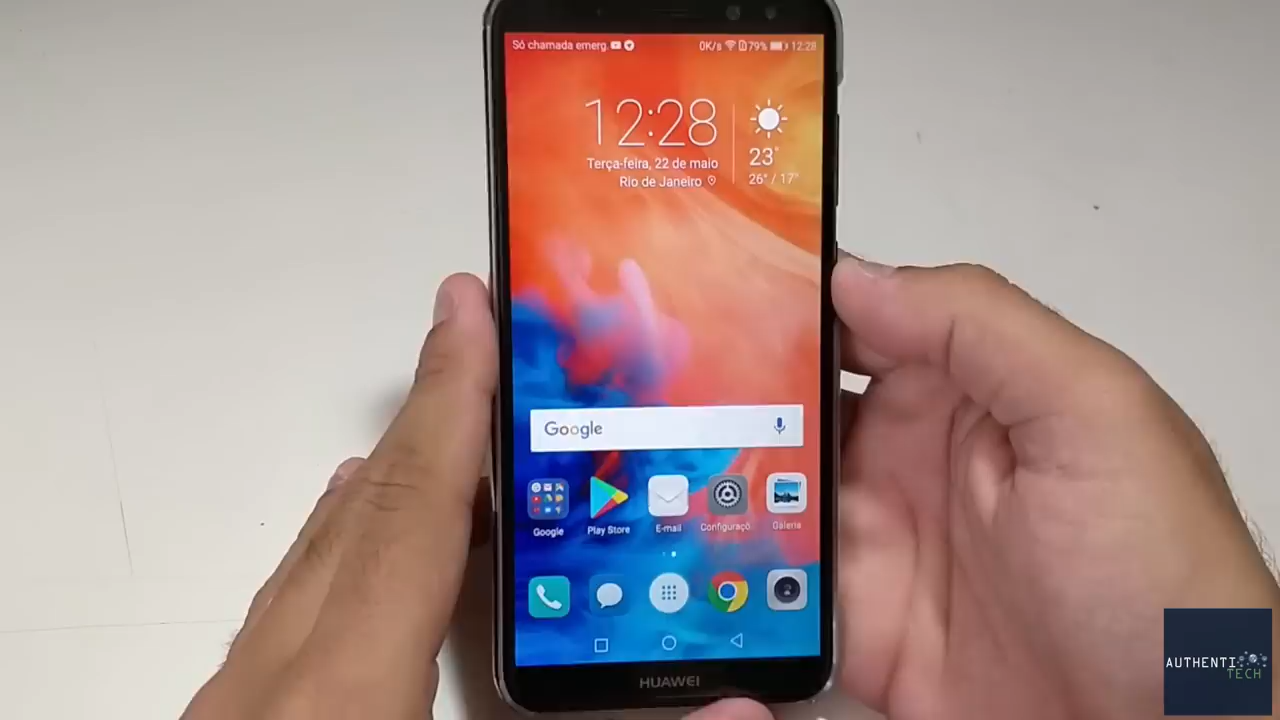 Só chamada emerg.
0K/s 79% 12:28
12:28
Terça-feira, 22 de maio
Rio de Janeiro
23°
26° / 17°
Google
Google
Play Store
E-mail
Configuraçõ..
Galeria
HUAWEI
AUTHENTI
TECH